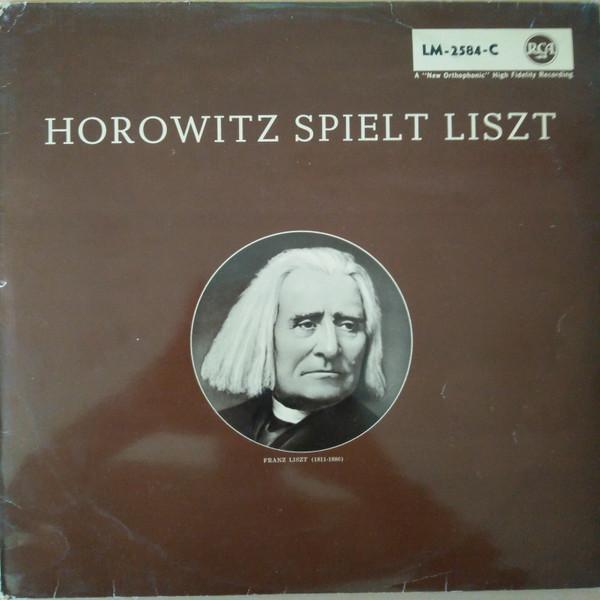 LM-2584-C
RCA
A "New Orthophonic" High Fidelity Recording
HOROWITZ SPIELT LISZT
FRANZ LISZT (1811-1886)